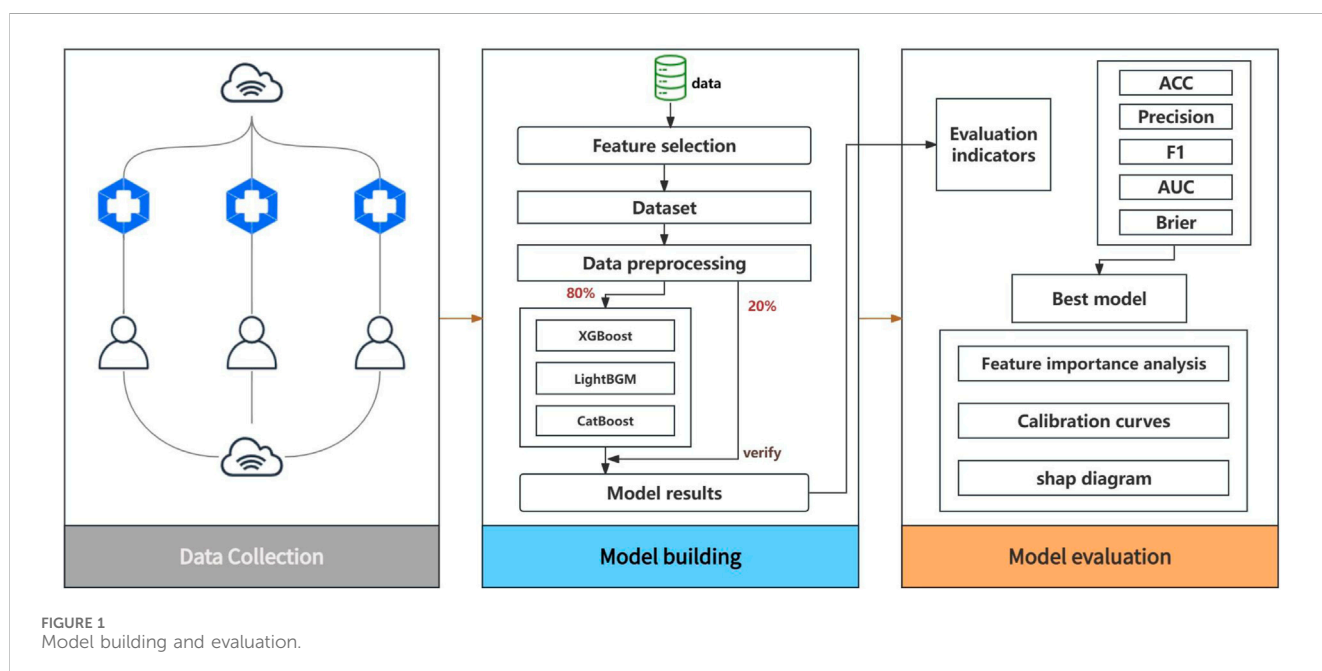 data
Feature selection
Dataset
Data preprocessing
80%
20%
XGBoost
LightBGM
CatBoost
verify
Model results
Evaluation
indicators
ACC
Precision
F1
AUC
Brier
Best model
Feature importance analysis
Calibration curves
shap diagram
Data Collection
Model building
Model evaluation
FIGURE 1
Model building and evaluation.